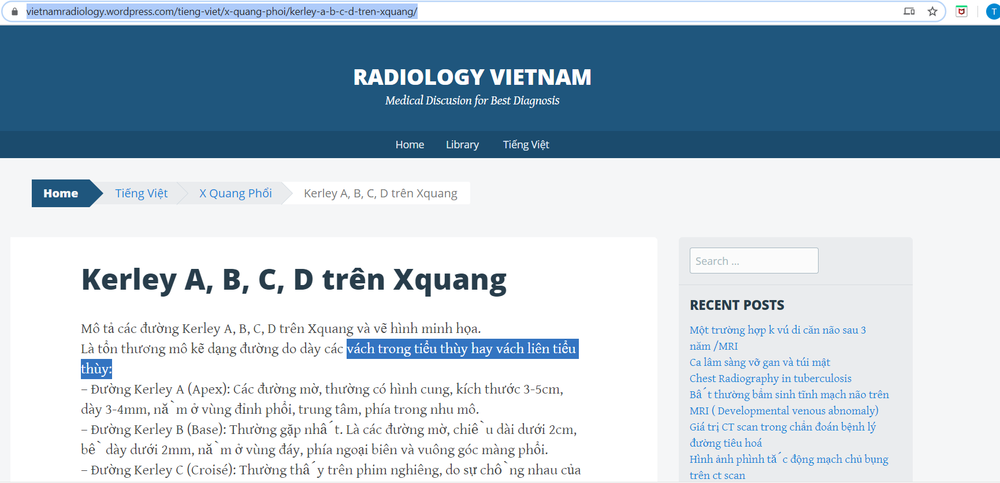 vietnamradiology.wordpress.com/tieng-viet/x-quang-phoi/kerley-a-b-c-d-tren-xquang/
T
RADIOLOGY VIETNAM
Medical Discusion for Best Diagnosis
Home Library Tiếng Việt
Home Tiếng Việt X Quang Phổi Kerley A, B, C, D trên Xquang
Kerley A, B, C, D trên Xquang
Mô tả các đường Kerley A, B, C, D trên Xquang và vẽ hình minh họa.
Là tổn thương mô kẽ dạng đường do dày các vách trong tiểu thùy hay vách liên tiểu
thùy:
– Đường Kerley A (Apex): Các đường mờ, thường có hình cung, kích thước 3-5cm,
dày 3-4mm, nằm ở vùng đỉnh phổi, trung tâm, phía trong nhu mô.
– Đường Kerley B (Base): Thường gặp nhất. Là các đường mờ, chiều dài dưới 2cm,
bề dày dưới 2mm, nằm ở vùng đáy, phía ngoại biên và vuông góc màng phổi.
– Đường Kerley C (Croisé): Thường thấy trên phim nghiêng, do sự chồng nhau của
Search ...
RECENT POSTS
Một trường hợp k vú di căn não sau 3
năm /MRI
Ca lâm sàng vỡ gan và túi mật
Chest Radiography in tuberculosis
Bất thường bẩm sinh tĩnh mạch não trên
MRI ( Developmental venous abnomaly)
Giá trị CT scan trong chẩn đoán bệnh lý
đường tiêu hoá
Hình ảnh phình tắc động mạch chủ bụng
trên ct scan